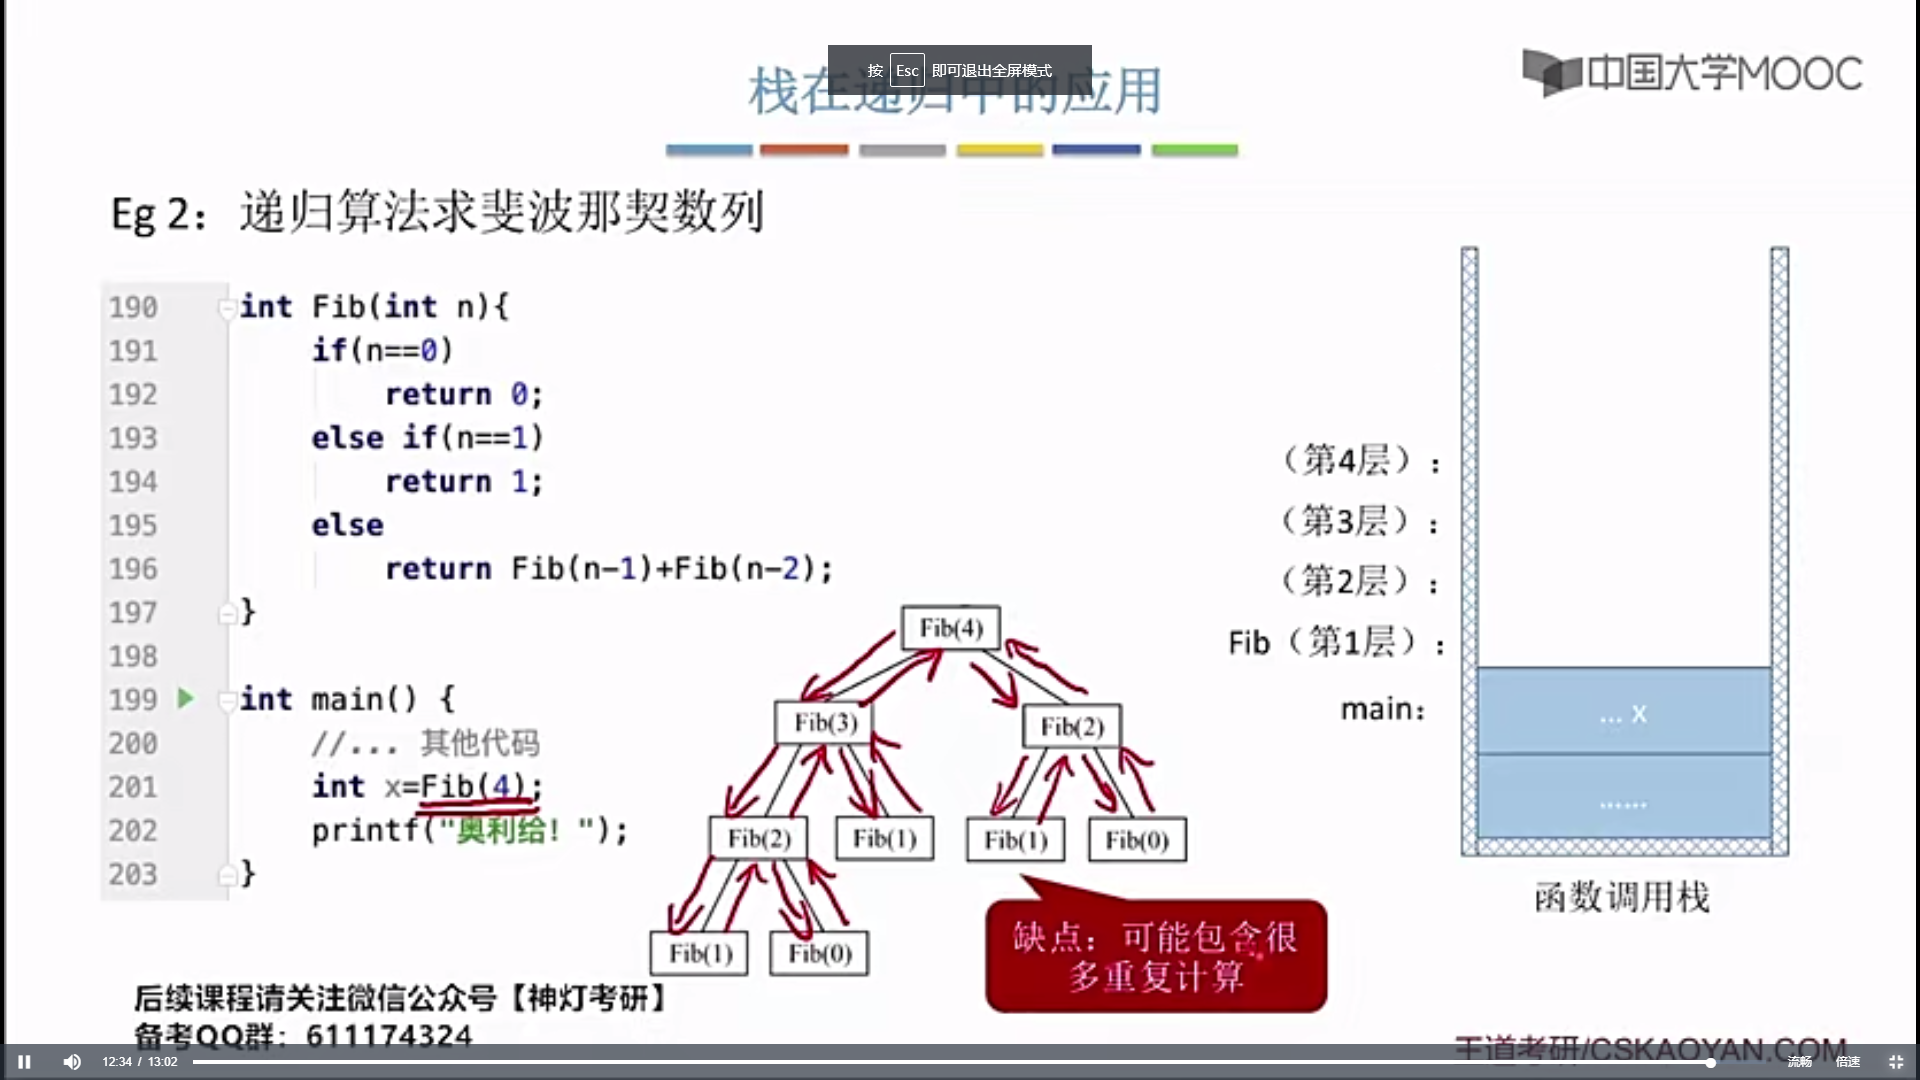 按 Esc 即可退出全屏模式
栈在递归中的应用
中国大学MOOC
Eg 2：递归算法求斐波那契数列
190 int Fib(int n){
191 if(n==0)
192 return 0;
193 else if(n==1)
194 return 1;
195 else
196 return Fib(n-1)+Fib(n-2);
197 }
198
199 int main() {
200 //... 其他代码
201 int x=Fib(4);
202 printf("奥利给！");
203 }
Fib(4)
Fib(3)
Fib(2)
Fib(2)
Fib(1)
Fib(1)
Fib(0)
Fib(1)
Fib(0)
缺点：可能包含很
多重复计算
（第4层）：
（第3层）：
（第2层）：
Fib（第1层）：
main：
... x
......
函数调用栈
后续课程请关注微信公众号【神灯考研】
备考QQ群：611174324
王道考研/CSKAOYAN.COM
12:34 / 13:02
流畅
倍速